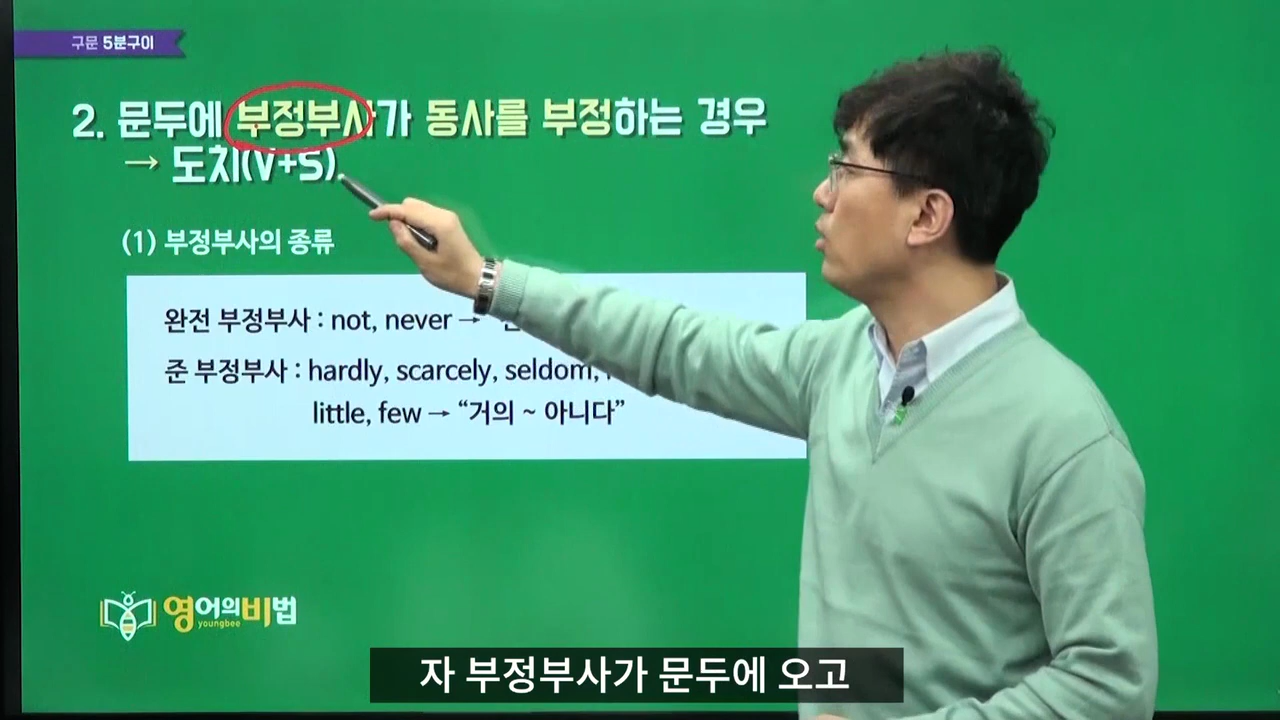 구문 5분구이
2. 문두에 부정부사가 동사를 부정하는 경우
→ 도치(V+S)
(1) 부정부사의 종류
완전 부정부사 : not, never →
준 부정부사 : hardly, scarcely, seldom,
little, few → “거의 ~ 아니다”
영어의비법
youngbee
자 부정부사가 문두에 오고